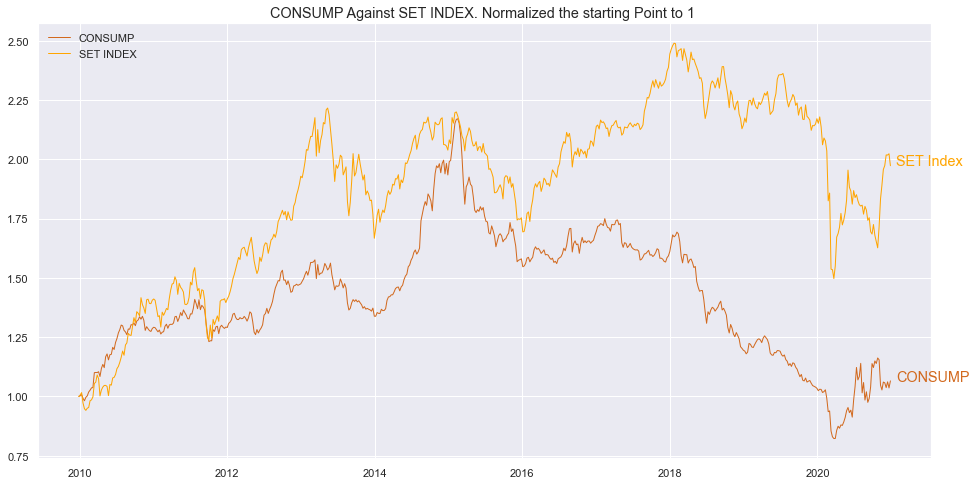 CONSUMP Against SET INDEX. Normalized the starting Point to 1
CONSUMP
SET INDEX
2.50
2.25
2.00
1.75
1.50
1.25
1.00
0.75
SET Index
CONSUMP
2010
2012
2014
2016
2018
2020